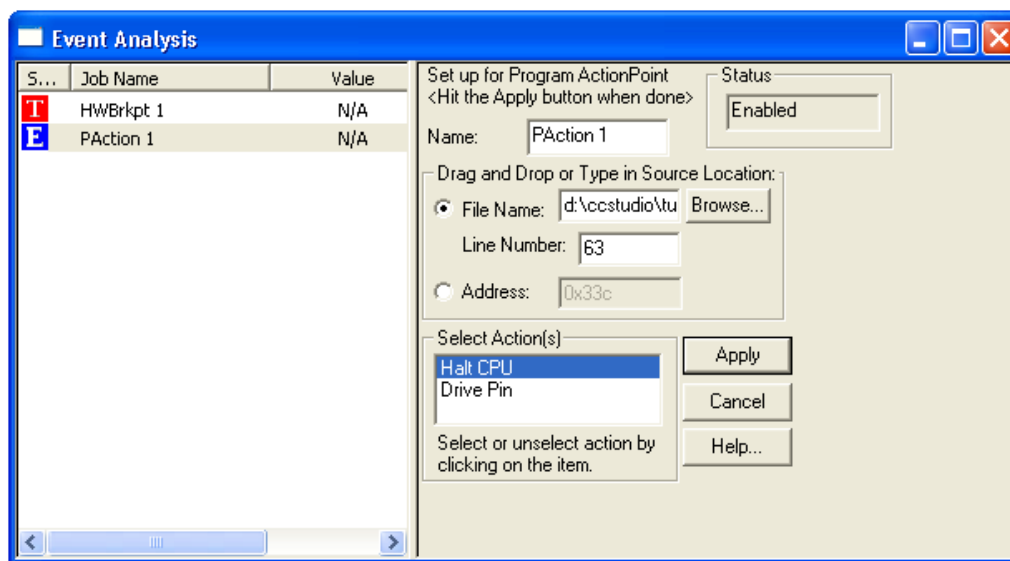 Event Analysis
S... Job Name Value
T HWBrkpt 1 N/A
E PAction 1 N/A
Set up for Program ActionPoint
<Hit the Apply button when done>
Status
Enabled
Name: PAction 1
Drag and Drop or Type in Source Location:
File Name: d:\ccstudio\tu Browse...
Line Number: 63
Address: 0x33c
Select Action(s)
Halt CPU
Drive Pin
Select or unselect action by
clicking on the item.
Apply
Cancel
Help...